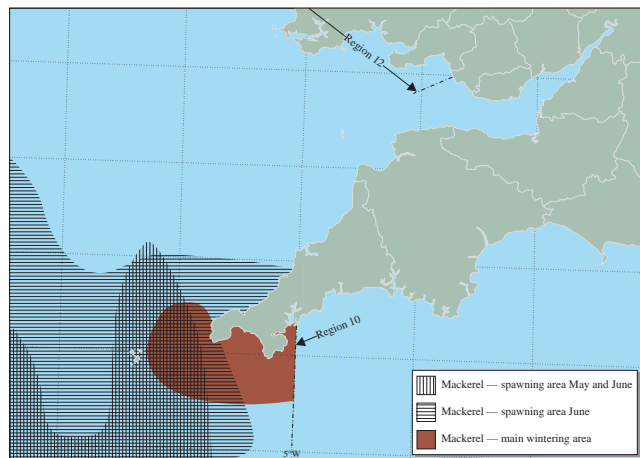 Region 12
Region 10
Mackerel — spawning area May and June
Mackerel — spawning area June
Mackerel — main wintering area
5°W